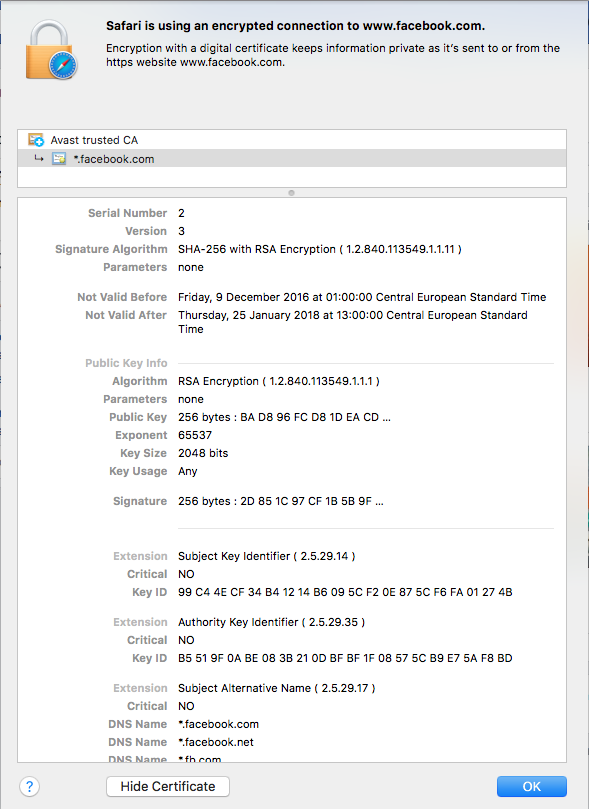 Safari is using an encrypted connection to www.facebook.com.
Encryption with a digital certificate keeps information private as it's sent to or from the
https website www.facebook.com.
Avast trusted CA
*.facebook.com
Serial Number 2
Version 3
Signature Algorithm SHA-256 with RSA Encryption ( 1.2.840.113549.1.1.11 )
Parameters none
Not Valid Before Friday, 9 December 2016 at 01:00:00 Central European Standard Time
Not Valid After Thursday, 25 January 2018 at 13:00:00 Central European Standard
Time
Public Key Info
Algorithm RSA Encryption ( 1.2.840.113549.1.1.1 )
Parameters none
Public Key 256 bytes : BA D8 96 FC D8 1D EA CD ...
Exponent 65537
Key Size 2048 bits
Key Usage Any
Signature 256 bytes : 2D 85 1C 97 CF 1B 5B 9F ...
Extension Subject Key Identifier ( 2.5.29.14 )
Critical NO
Key ID 99 C4 4E CF 34 B4 12 14 B6 09 5C F2 0E 87 5C F6 FA 01 27 4B
Extension Authority Key Identifier ( 2.5.29.35 )
Critical NO
Key ID B5 51 9F 0A BE 08 3B 21 0D BF BF 1F 08 57 5C B9 E7 5A F8 BD
Extension Subject Alternative Name ( 2.5.29.17 )
Critical NO
DNS Name *.facebook.com
DNS Name *.facebook.net
DNS Name *.fb.com
?
Hide Certificate
OK